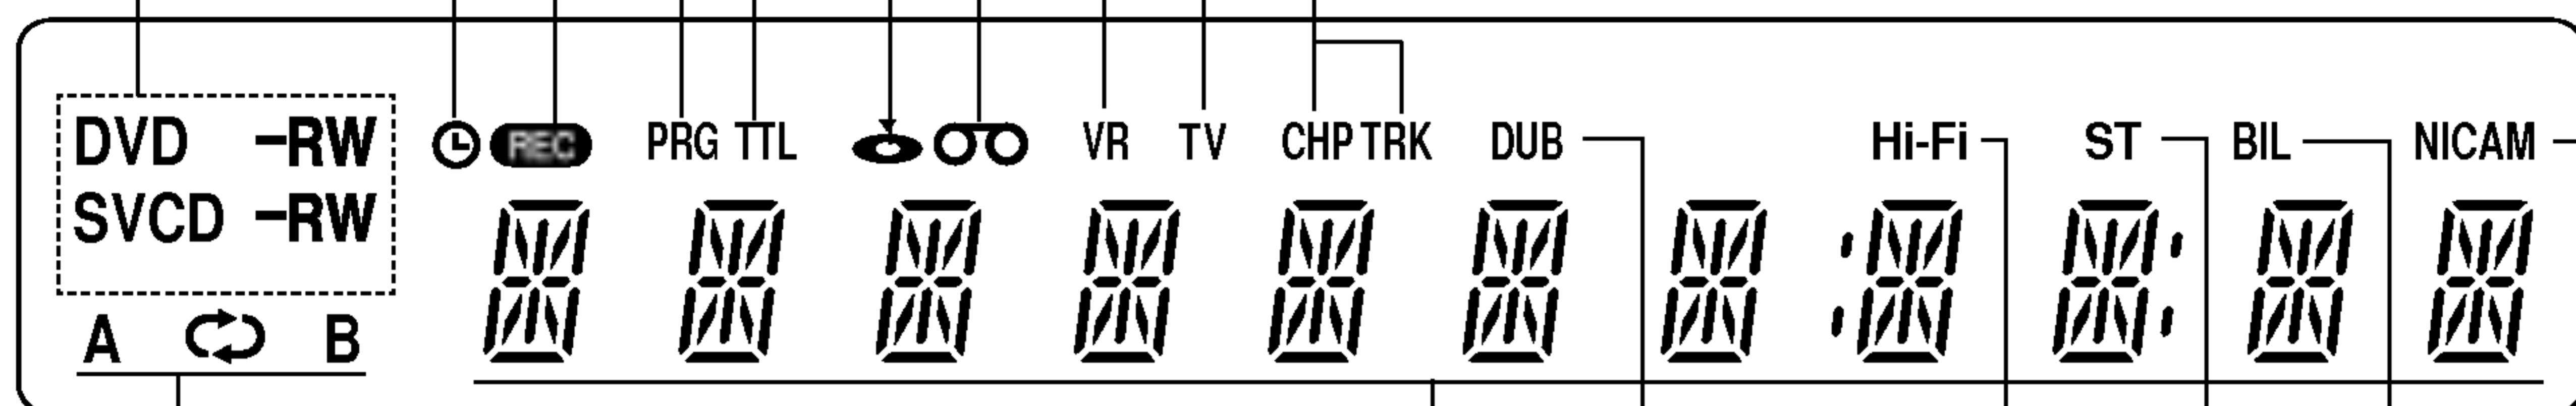 DVD -RW REC PRG TTL VR TV CHP TRK DUB Hi-Fi ST BIL NICAM
SVCD -RW
A B